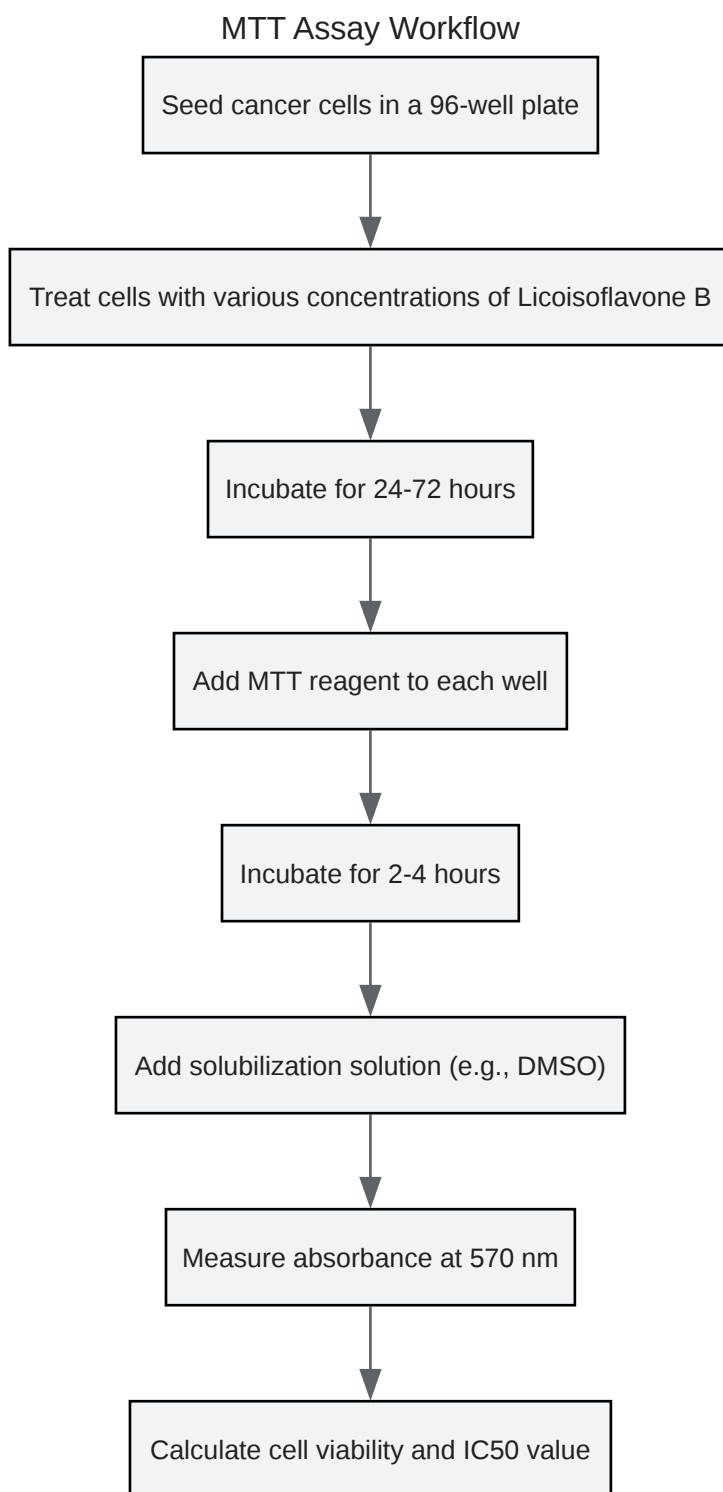 MTT Assay Workflow
Seed cancer cells in a 96-well plate
Treat cells with various concentrations of Licoisoflavone B
Incubate for 24-72 hours
Add MTT reagent to each well
Incubate for 2-4 hours
Add solubilization solution (e.g., DMSO)
Measure absorbance at 570 nm
Calculate cell viability and IC50 value